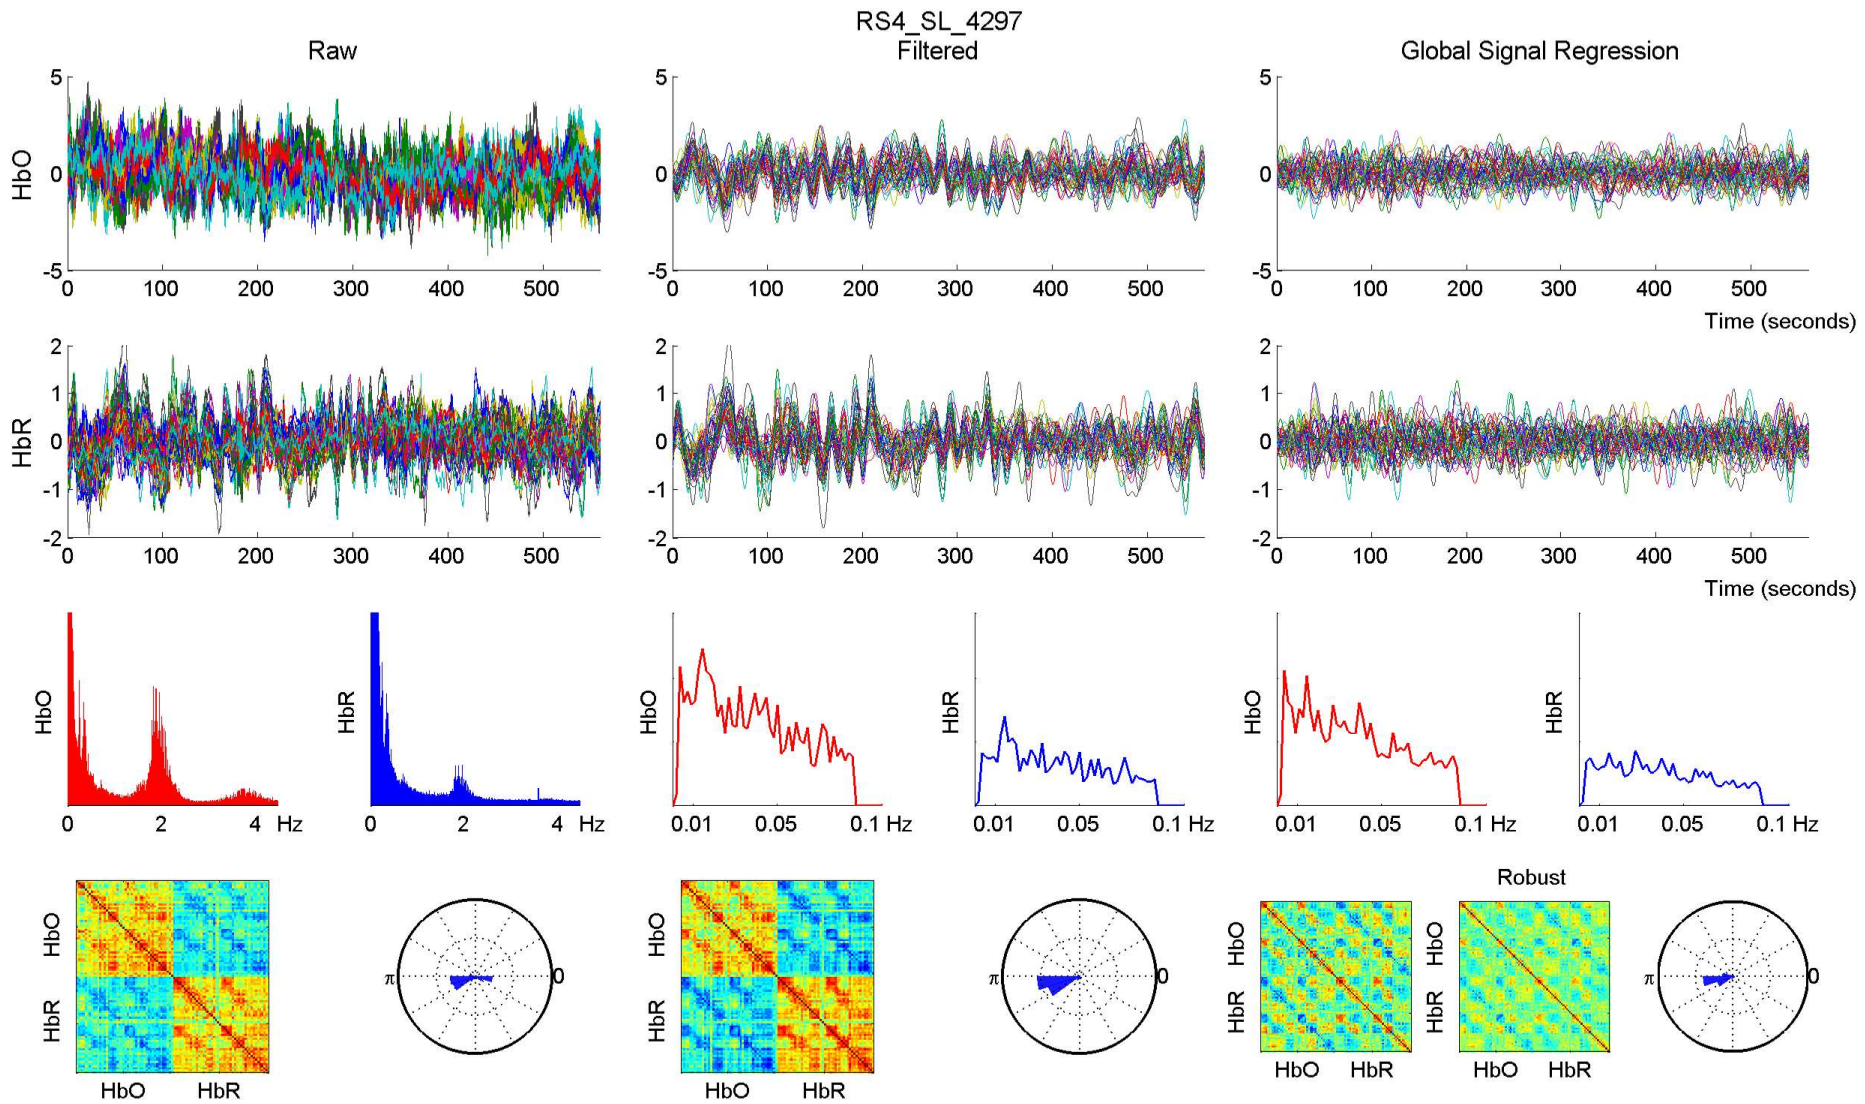 RS4_SL_4297
Raw
Filtered
Global Signal Regression
HbO
5
0
-5
0 100 200 300 400 500
5
0
-5
0 100 200 300 400 500
5
0
-5
0 100 200 300 400 500
Time (seconds)
HbR
2
1
0
-1
-2
0 100 200 300 400 500
2
1
0
-1
-2
0 100 200 300 400 500
2
1
0
-1
-2
0 100 200 300 400 500
Time (seconds)
HbO
0 2 4 Hz
HbR
0 2 4 Hz
HbO
0.01 0.05 0.1 Hz
HbR
0.01 0.05 0.1 Hz
HbO
0.01 0.05 0.1 Hz
HbR
0.01 0.05 0.1 Hz
HbO
HbR
HbO HbR
π 0
HbO
HbR
HbO HbR
π 0
HbO
HbR
HbO HbR
Robust
HbO
HbR
HbO HbR
π 0